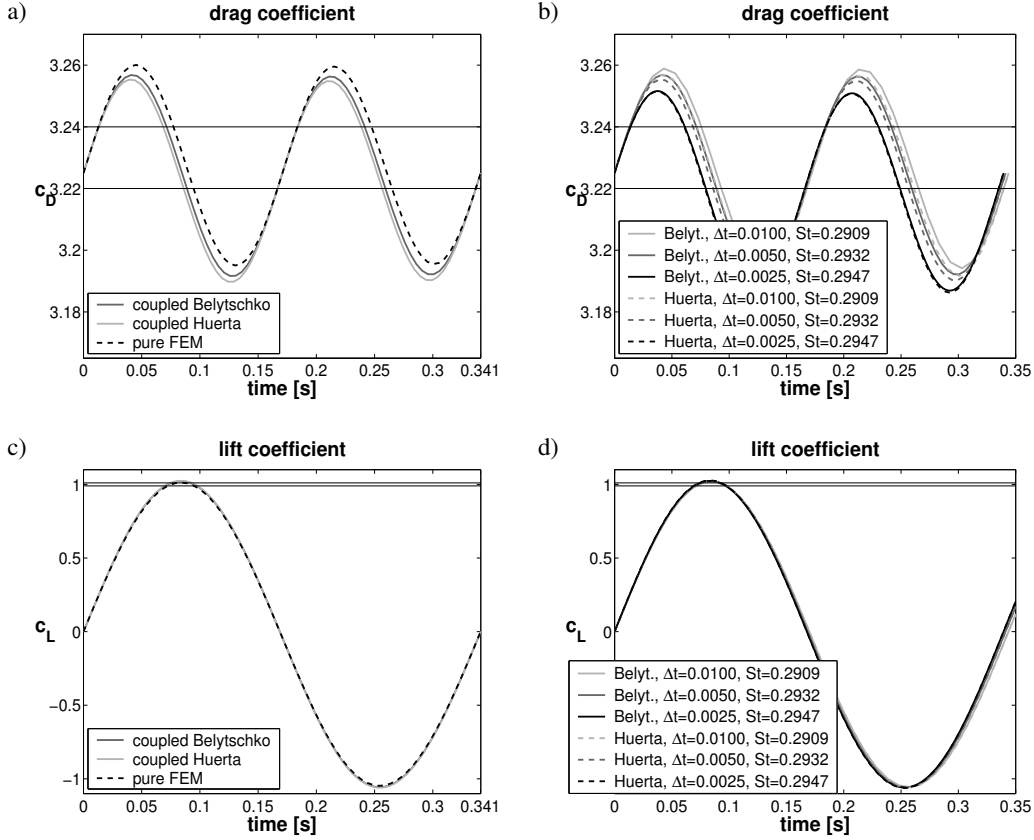 a)
drag coefficient
3.26
3.24
3.22
3.2
3.18
c_D
coupled Belytschko
coupled Huerta
pure FEM
0 0.05 0.1 0.15 0.2 0.25 0.3 0.341
time [s]
b)
drag coefficient
3.26
3.24
3.22
3.2
3.18
c_D
Belyt., Δt=0.0100, St=0.2909
Belyt., Δt=0.0050, St=0.2932
Belyt., Δt=0.0025, St=0.2947
Huerta, Δt=0.0100, St=0.2909
Huerta, Δt=0.0050, St=0.2932
Huerta, Δt=0.0025, St=0.2947
0 0.05 0.1 0.15 0.2 0.25 0.3 0.35
time [s]
c)
lift coefficient
1
0.5
0
−0.5
−1
c_L
coupled Belytschko
coupled Huerta
pure FEM
0 0.05 0.1 0.15 0.2 0.25 0.3 0.341
time [s]
d)
lift coefficient
1
0.5
0
c_L
Belyt., Δt=0.0100, St=0.2909
Belyt., Δt=0.0050, St=0.2932
Belyt., Δt=0.0025, St=0.2947
Huerta, Δt=0.0100, St=0.2909
Huerta, Δt=0.0050, St=0.2932
Huerta, Δt=0.0025, St=0.2947
0 0.05 0.1 0.15 0.2 0.25 0.3 0.35
time [s]